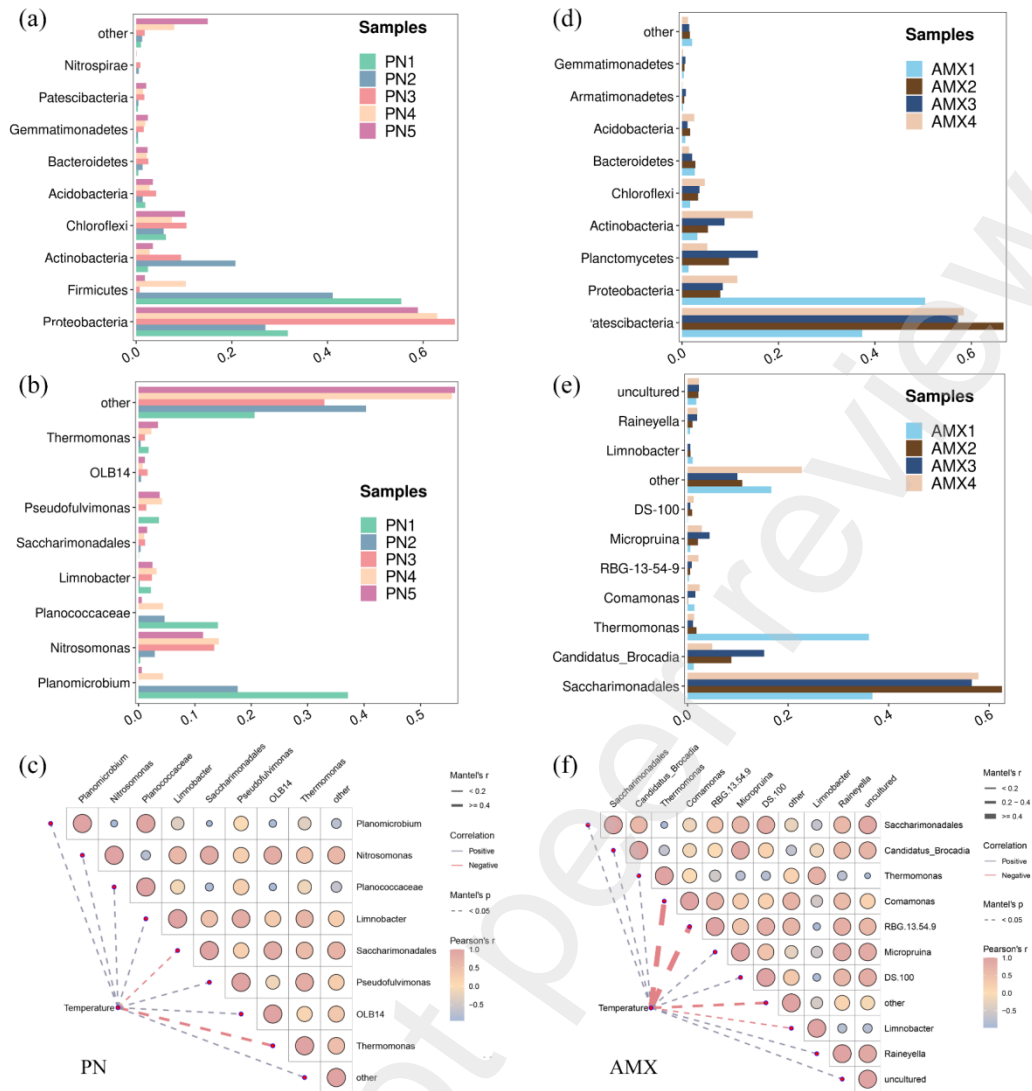 (a)
Samples
PN1
PN2
PN3
PN4
PN5
other
Nitrospirae
Patescibacteria
Gemmatimonadetes
Bacteroidetes
Acidobacteria
Chloroflexi
Actinobacteria
Firmicutes
Proteobacteria
0.0
0.2
0.4
0.6
(d)
Samples
AMX1
AMX2
AMX3
AMX4
other
Gemmatimonadetes
Armatimonadetes
Acidobacteria
Bacteroidetes
Chloroflexi
Actinobacteria
Planctomycetes
Proteobacteria
'atescibacteria
0.0
0.2
0.4
0.6
(b)
other
Thermomonas
OLB14
Pseudofulvimonas
Saccharimonadales
Limnobacter
Planococcaceae
Nitrosomonas
Planomicrobium
Samples
PN1
PN2
PN3
PN4
PN5
0.0
0.1
0.2
0.3
0.4
0.5
(e)
Samples
AMX1
AMX2
AMX3
AMX4
uncultured
Raineyella
Limnobacter
other
DS-100
Micropruina
RBG-13-54-9
Comamonas
Thermomonas
Candidatus_Brocadia
Saccharimonadales
0.0
0.2
0.4
0.6
(c)
Planomicrobium
Nitrosomonas
Planococcaceae
Limnobacter
Saccharimonadales
Pseudofulvimonas
OLB14
Thermomonas
other
Planomicrobium
Nitrosomonas
Planococcaceae
Limnobacter
Saccharimonadales
Pseudofulvimonas
OLB14
Thermomonas
other
Temperature
PN
Mantel's r
< 0.2
>= 0.4
Correlation
Positive
Negative
Mantel's p
< 0.05
Pearson's r
1.0
0.5
0.0
−0.5
(f)
Saccharimonadales
Candidatus_Brocadia
Thermomonas
Comamonas
RBG.13.54.9
Micropruina
DS.100
other
Limnobacter
Raineyella
uncultured
Saccharimonadales
Candidatus_Brocadia
Thermomonas
Comamonas
RBG.13.54.9
Micropruina
DS.100
other
Limnobacter
Raineyella
uncultured
Temperature
AMX
Mantel's r
< 0.2
0.2 − 0.4
>= 0.4
Correlation
Positive
Negative
Mantel's p
< 0.05
Pearson's r
1.0
0.5
0.0
−0.5
ot peer review